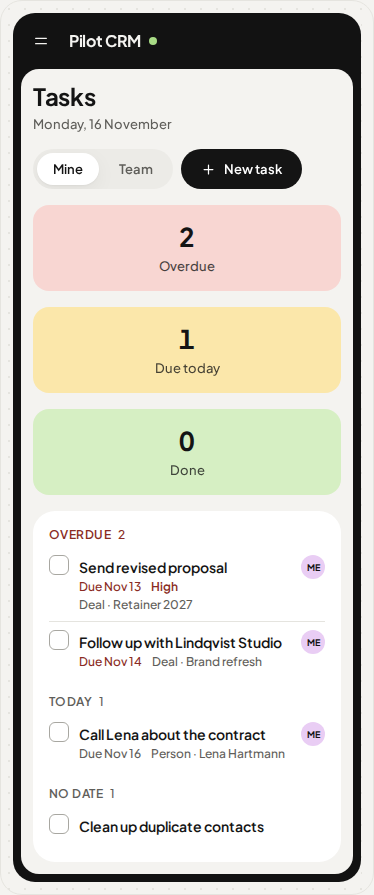 Pilot CRM
Tasks
Monday, 16 November
Mine
Team
+ New task
2
Overdue
1
Due today
0
Done
OVERDUE 2
Send revised proposal
ME
Due Nov 13 High
Deal · Retainer 2027
Follow up with Lindqvist Studio
ME
Due Nov 14 Deal · Brand refresh
TODAY 1
Call Lena about the contract
ME
Due Nov 16 Person · Lena Hartmann
NO DATE 1
Clean up duplicate contacts